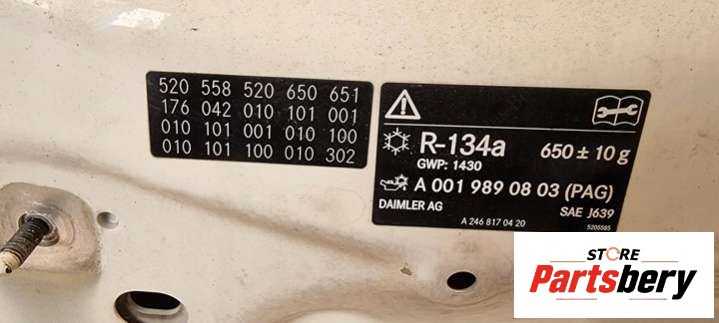 520 558 520 650 651
176 042 010 101 001
010 101 001 010 100
010 101 100 010 302
R-134a 650 ± 10 g
GWP: 1430
A 001 989 08 03 (PAG)
DAIMLER AG SAE J639
A 246 817 04 20 5205585
STORE
Partsbery